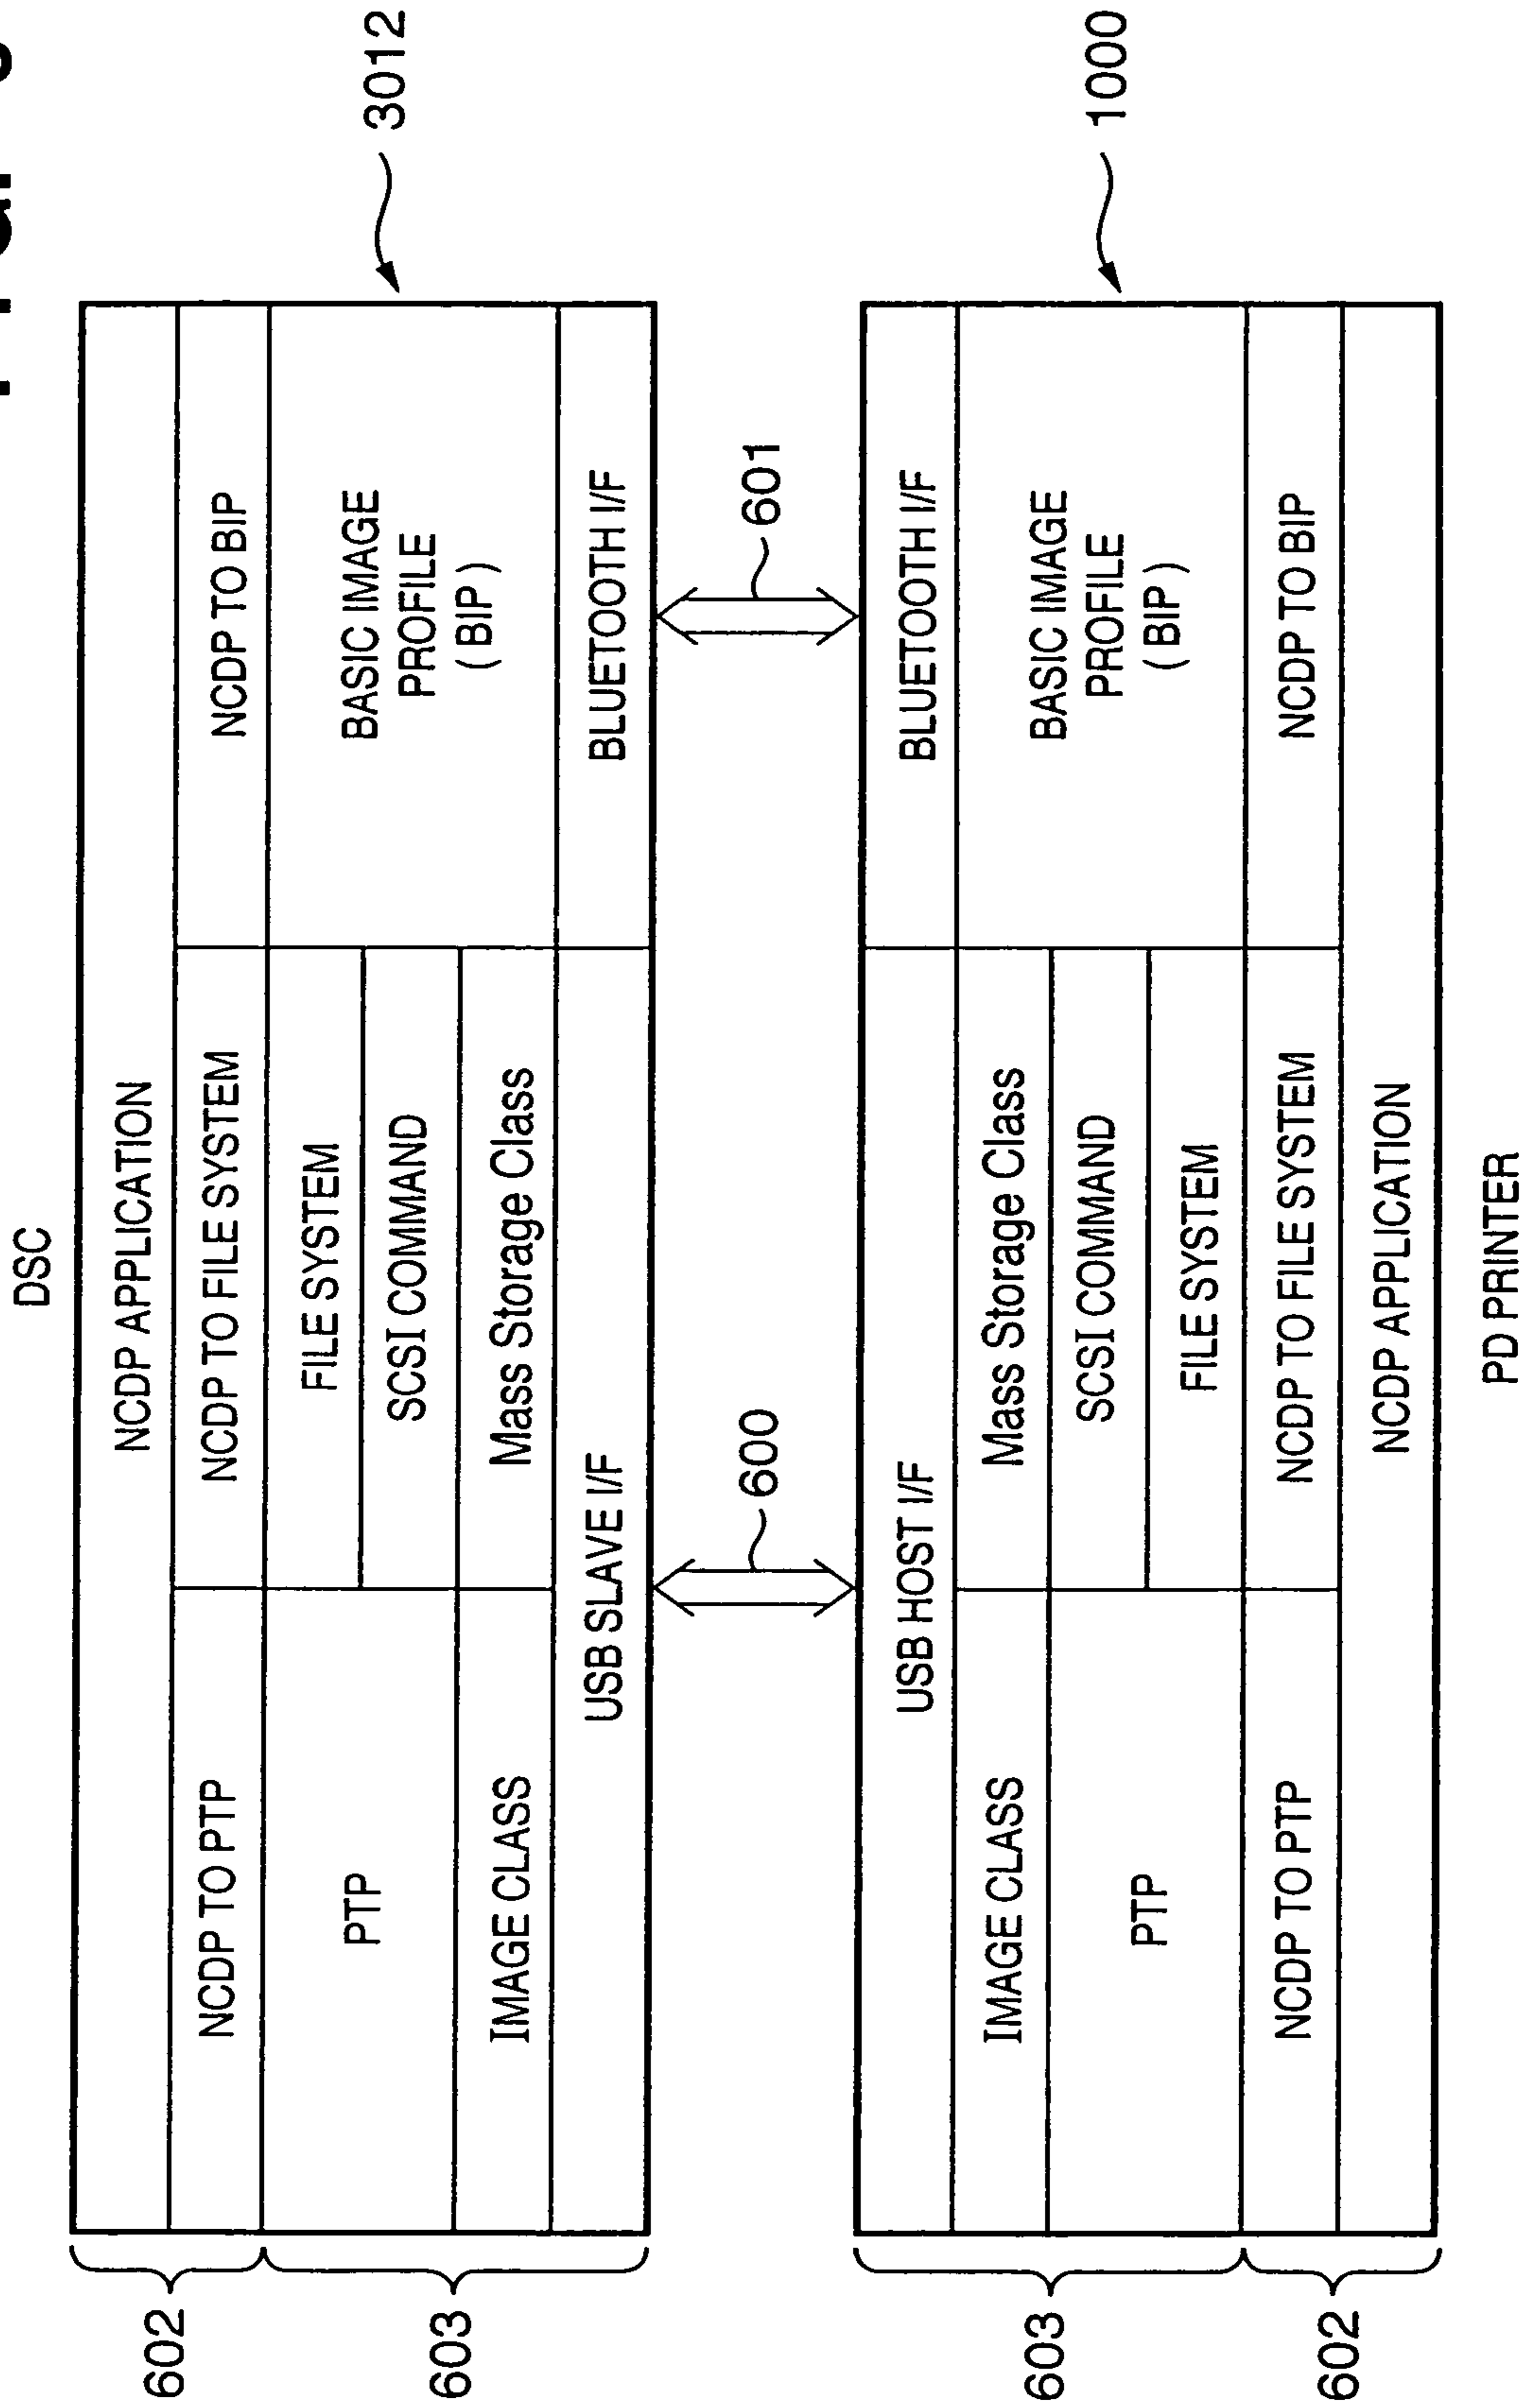 DSC
NCDP APPLICATION
NCDP TO PTP
NCDP TO FILE SYSTEM
NCDP TO BIP
PTP
FILE SYSTEM
SCSI COMMAND
BASIC IMAGE
PROFILE
( BIP )
IMAGE CLASS
Mass Storage Class
USB SLAVE I/F
BLUETOOTH I/F
602
603
3012
600
601
USB HOST I/F
BLUETOOTH I/F
IMAGE CLASS
Mass Storage Class
BASIC IMAGE
PROFILE
( BIP )
SCSI COMMAND
PTP
FILE SYSTEM
NCDP TO PTP
NCDP TO FILE SYSTEM
NCDP TO BIP
NCDP APPLICATION
603
602
1000
PD PRINTER